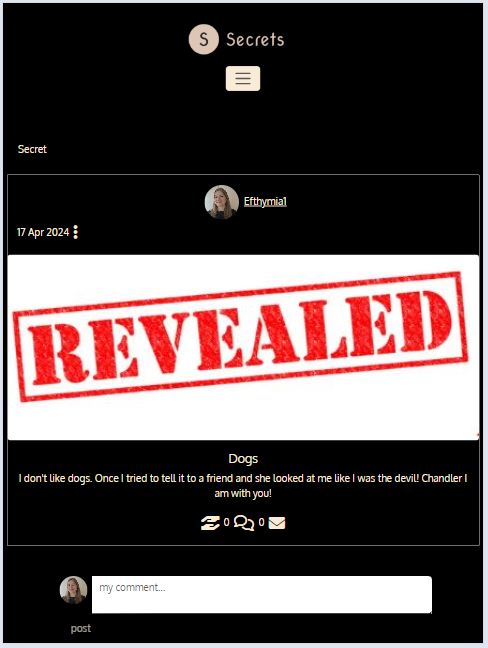 S Secrets
Secret
Efthymia1
17 Apr 2024
REVEALED
Dogs
I don't like dogs. Once I tried to tell it to a friend and she looked at me like I was the devil! Chandler I
am with you!
0 0
my comment...
post